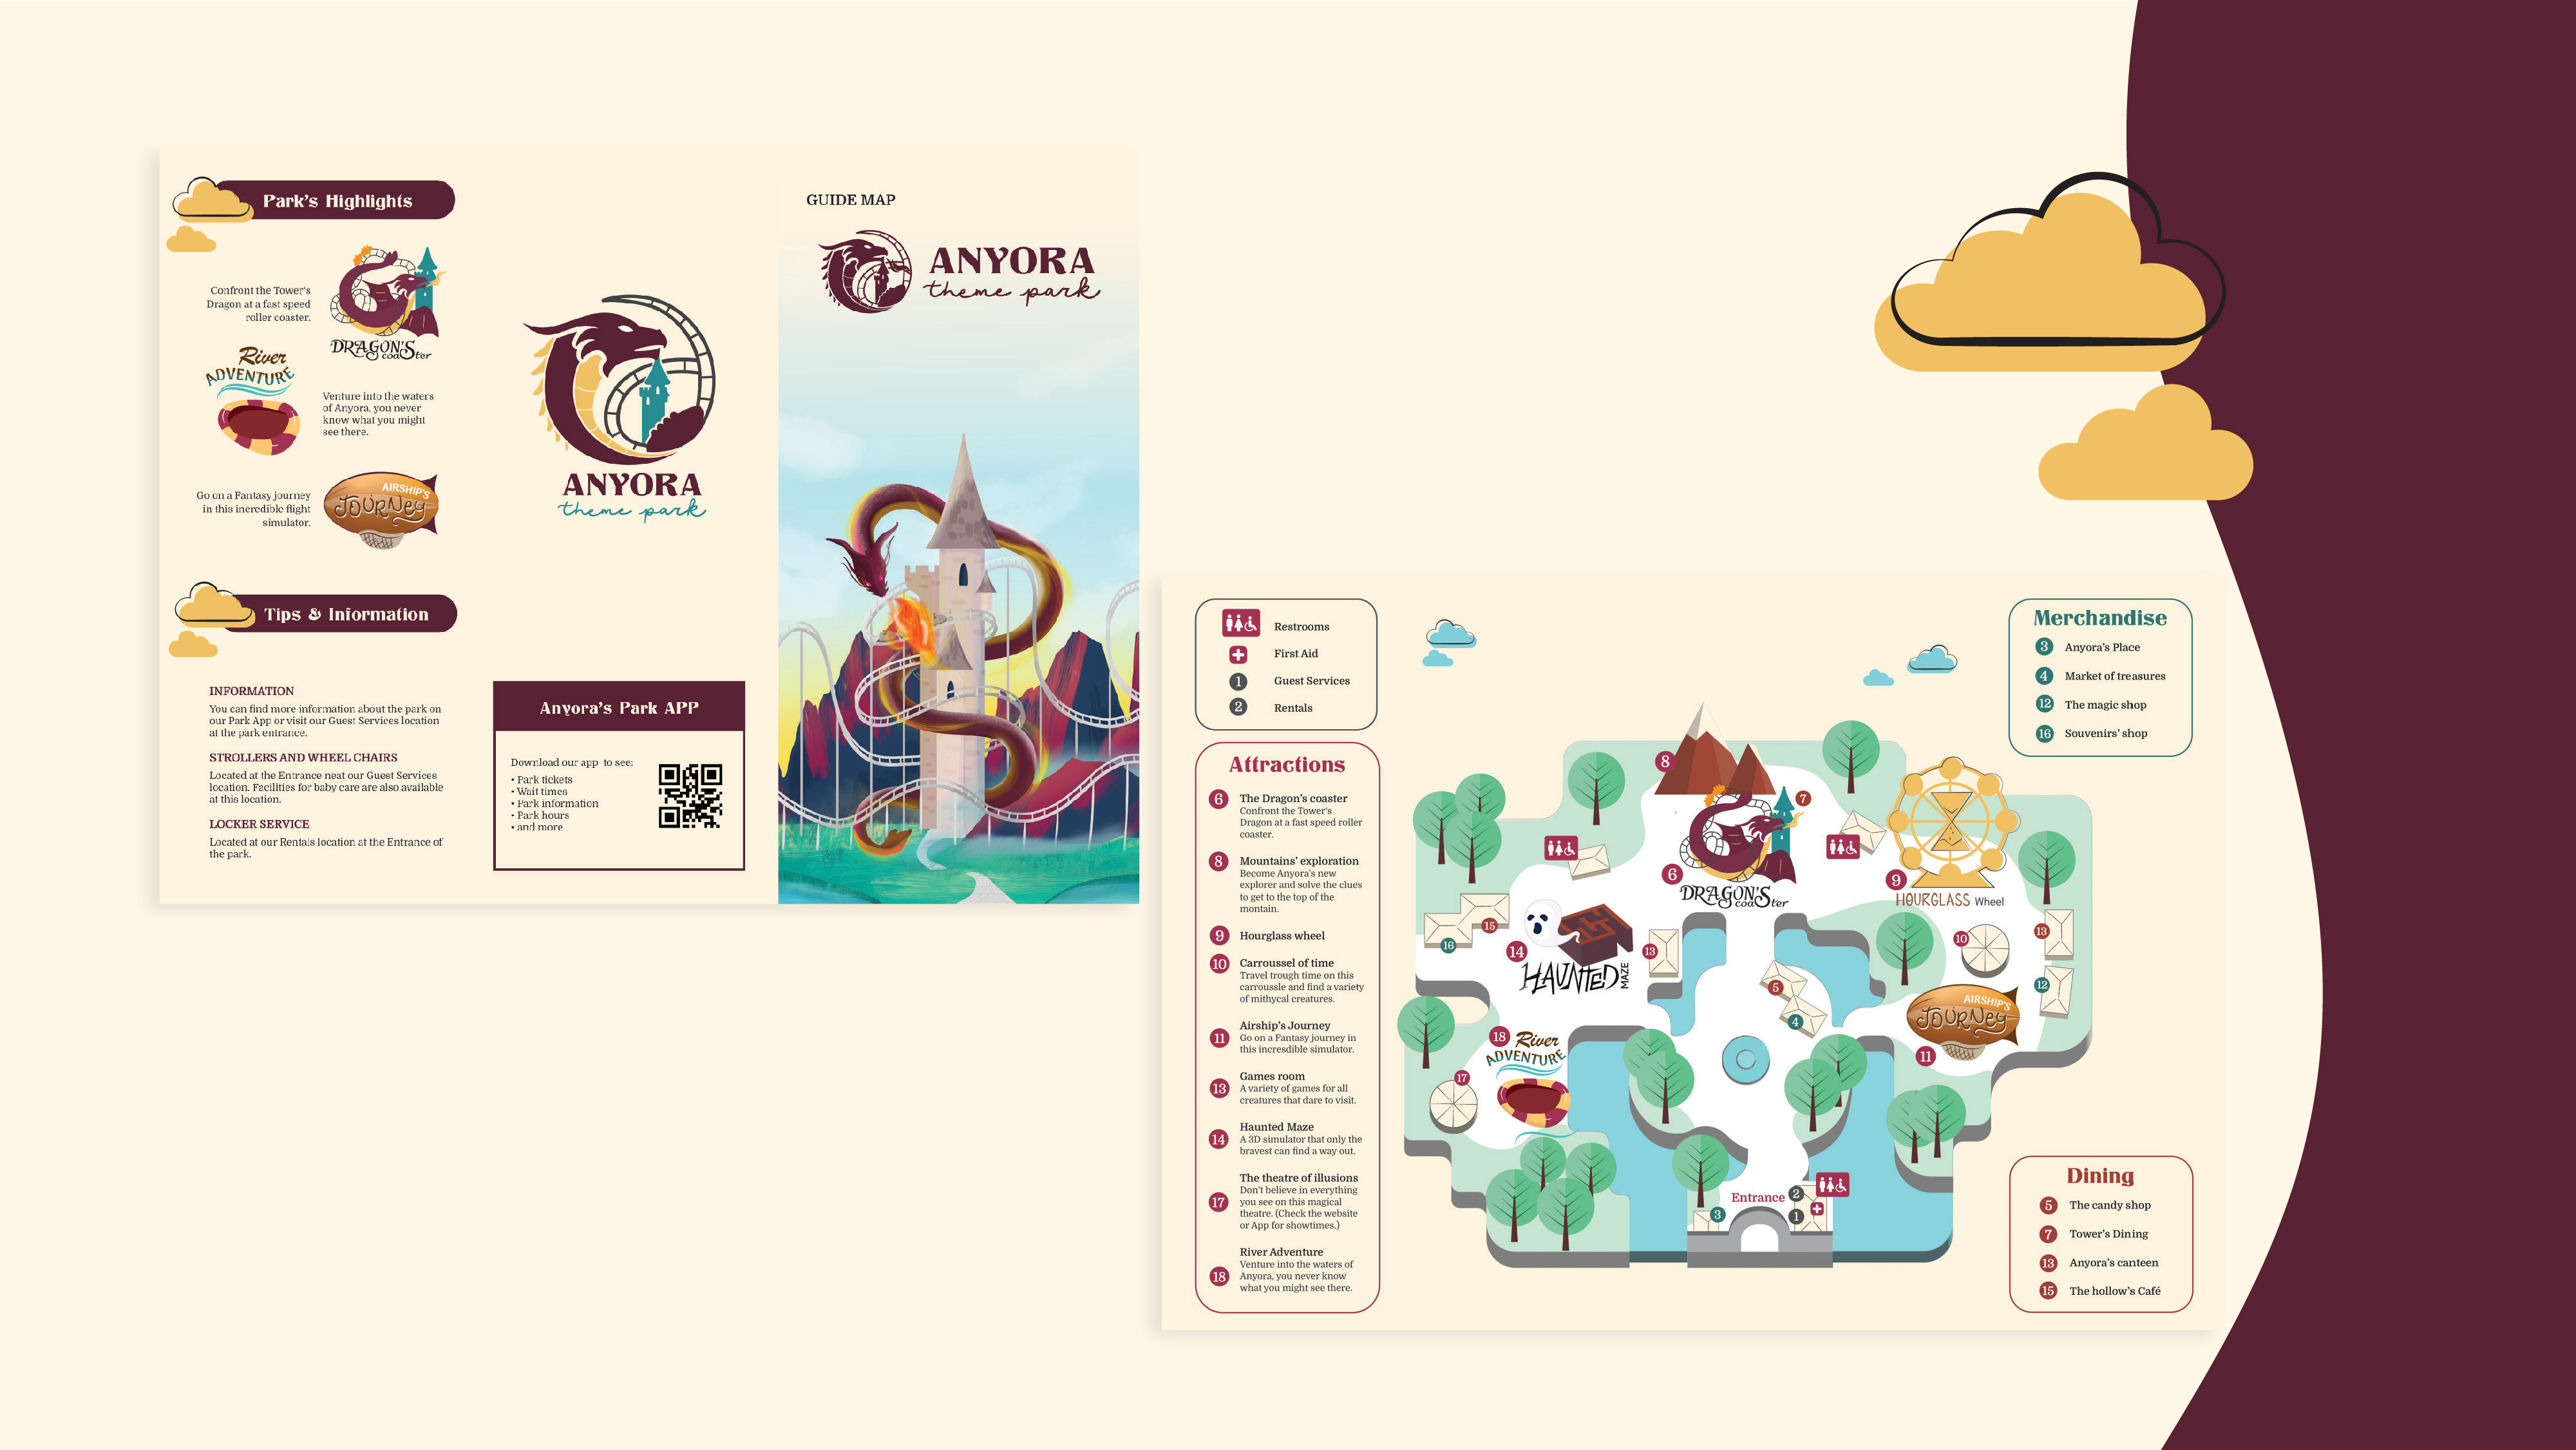 Park's Highlights
Confront the Tower's
Dragon at a fast speed
roller coaster.
DRAGON'S
coaster
River
ADVENTURE
Venture into the waters
of Anyora, you never
know what you might
see there.
Go on a Fantasy journey
in this incredible flight
simulator.
AIRSHIP'S
JOURNey
Tips & Information
INFORMATION
You can find more information about the park on
our Park App or visit our Guest Services location
at the park entrance.
STROLLERS AND WHEEL CHAIRS
Located at the Entrance neat our Guest Services
location. Facilities for baby care are also available
at this location.
LOCKER SERVICE
Located at our Rentals location at the Entrance of
the park.
ANYORA
theme park
Anyora's Park APP
Download our app to see:
• Park tickets
• Wait times
• Park information
• Park hours
• and more
GUIDE MAP
ANYORA
theme park
Restrooms
First Aid
1 Guest Services
2 Rentals
Attractions
6 The Dragon's coaster
Confront the Tower's
Dragon at a fast speed roller
coaster.
8 Mountains' exploration
Become Anyora's new
explorer and solve the clues
to get to the top of the
montain.
9 Hourglass wheel
10 Carroussel of time
Travel trough time on this
carroussle and find a variety
of mithycal creatures.
11 Airship's Journey
Go on a Fantasy journey in
this incresdible simulator.
13 Games room
A variety of games for all
creatures that dare to visit.
14 Haunted Maze
A 3D simulator that only the
bravest can find a way out.
17 The theatre of illusions
Don't believe in everything
you see on this magical
theatre. (Check the website
or App for showtimes.)
18 River Adventure
Venture into the waters of
Anyora, you never know
what you might see there.
8
7
6
DRAGON'S
coaster
9
HOURGLASS Wheel
15
16
14
HAUNTED MAZE
13
10
13
12
5
4
AIRSHIP'S
JOURNey
11
18
River
ADVENTURE
17
Entrance
2
1
3
Merchandise
3 Anyora's Place
4 Market of treasures
12 The magic shop
16 Souvenirs' shop
Dining
5 The candy shop
7 Tower's Dining
13 Anyora's canteen
15 The hollow's Café